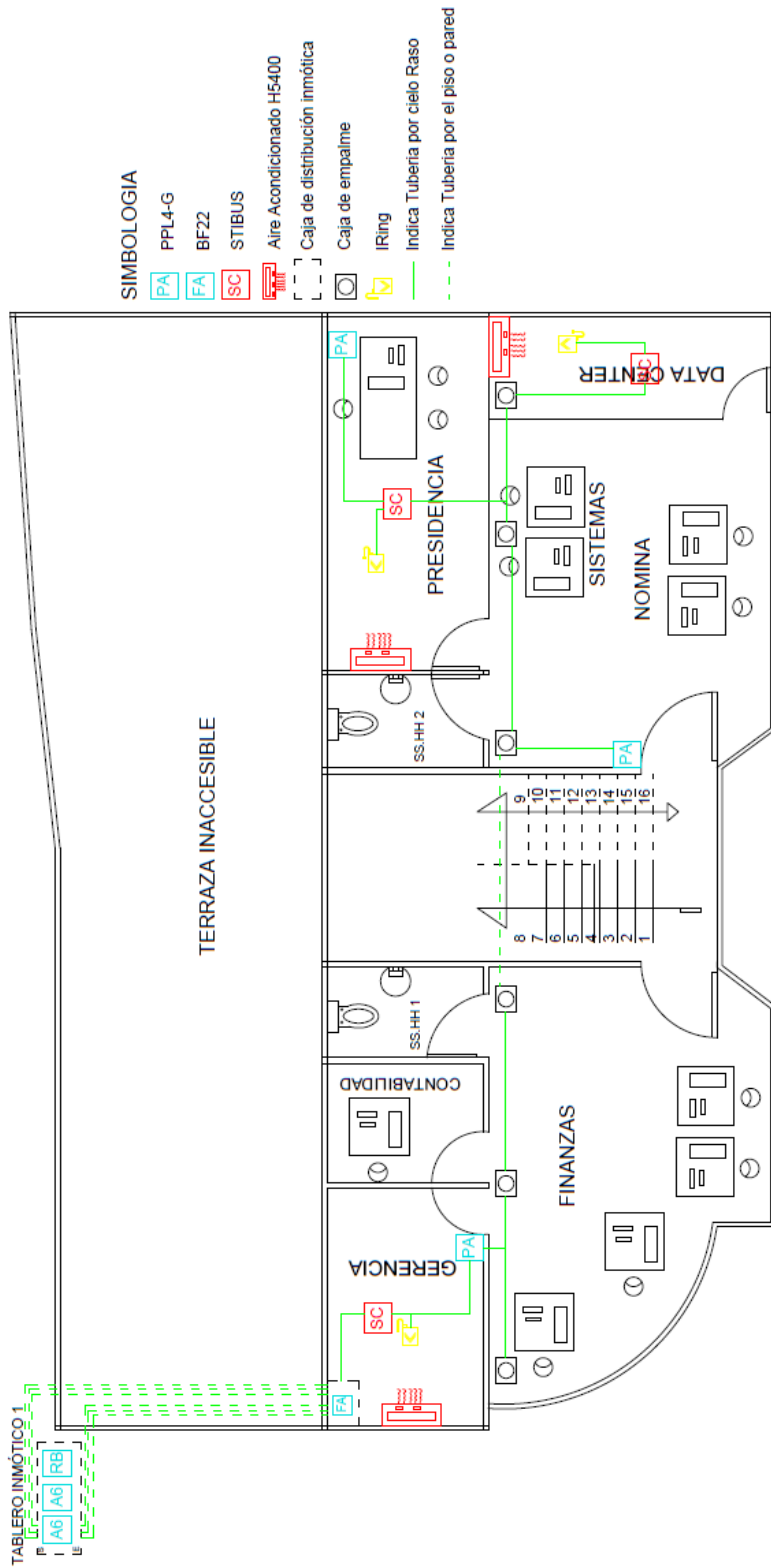 SIMBOLOGIA
PA PPL4-G
FA BF22
SC STIBUS
Aire Acondicionado H5400
Caja de distribución inmótica
Caja de empalme
IRing
Indica Tuberia por cielo Raso
Indica Tuberia por el piso o pared
TABLERO INMÓTICO 1
A6 A6 RB
TERRAZA INACCESIBLE
FA
SC
GERENCIA
PA
CONTABILIDAD
SS.HH 1
SS.HH 2
SC
PRESIDENCIA
PA
FINANZAS
8
7
6
5
4
3
2
1
9
10
11
12
13
14
15
16
PA
SISTEMAS
NOMINA
DATA CENTER
SC